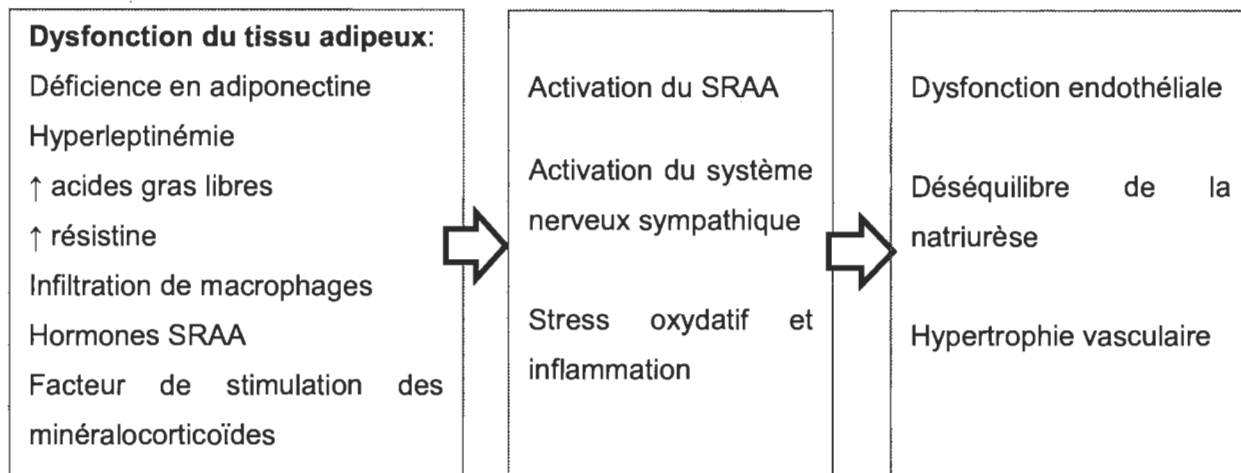 Dysfonction du tissu adipeux:
Déficience en adiponectine
Hyperleptinémie
↑ acides gras libres
↑ résistine
Infiltration de macrophages
Hormones SRAA
Facteur de stimulation des
minéralocorticoïdes
Activation du SRAA
Activation du système
nerveux sympathique
Stress oxydatif et
inflammation
Dysfonction endothéliale
Déséquilibre de la
natriurèse
Hypertrophie vasculaire